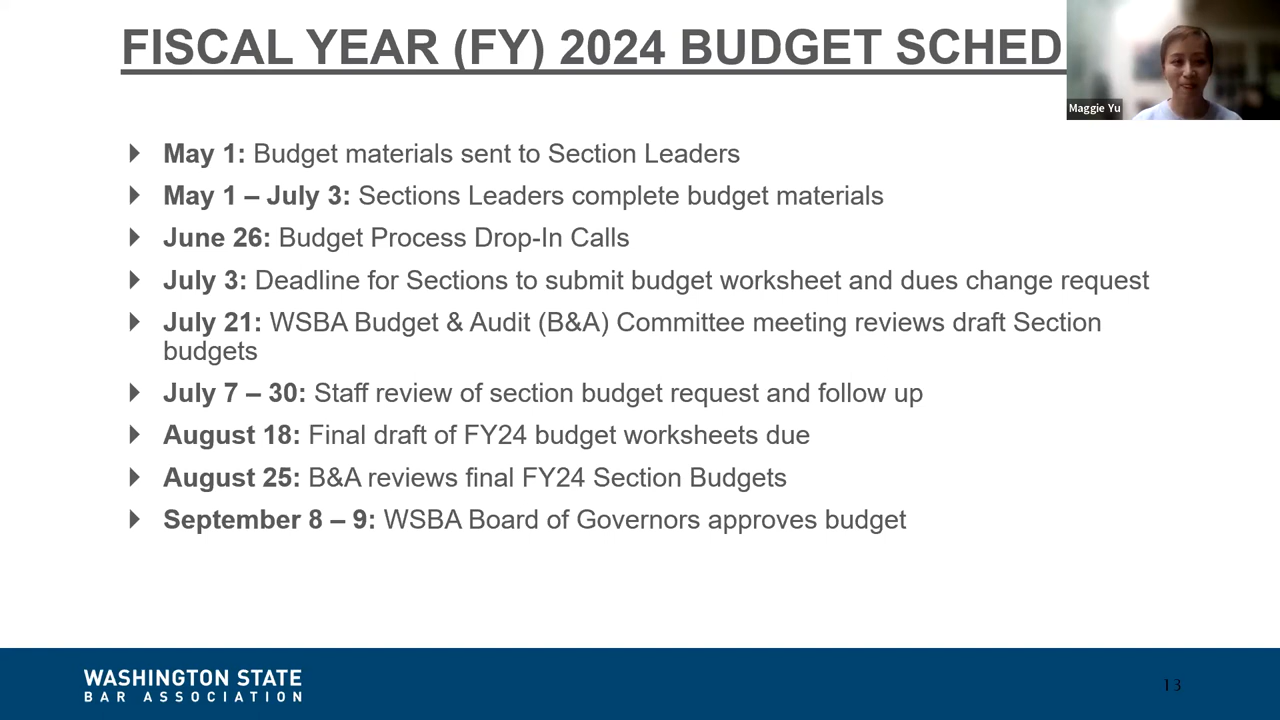 FISCAL YEAR (FY) 2024 BUDGET SCHED
Maggie Yu
May 1: Budget materials sent to Section Leaders
May 1 – July 3: Sections Leaders complete budget materials
June 26: Budget Process Drop-In Calls
July 3: Deadline for Sections to submit budget worksheet and dues change request
July 21: WSBA Budget & Audit (B&A) Committee meeting reviews draft Section
budgets
July 7 – 30: Staff review of section budget request and follow up
August 18: Final draft of FY24 budget worksheets due
August 25: B&A reviews final FY24 Section Budgets
September 8 – 9: WSBA Board of Governors approves budget
WASHINGTON STATE
BAR ASSOCIATION
13